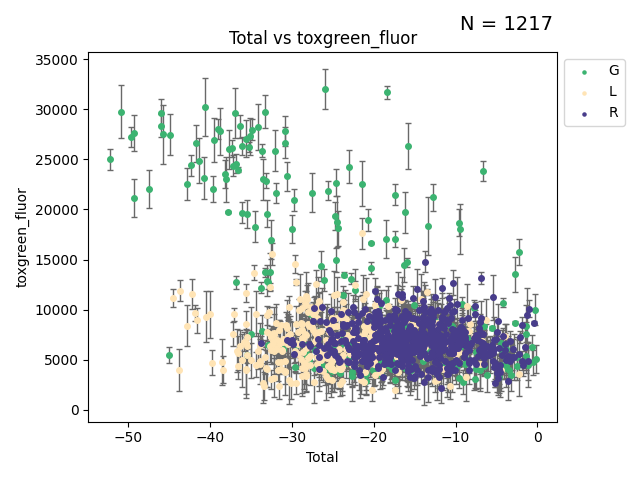 N = 1217
Total vs toxgreen_fluor
35000
30000
25000
20000
15000
10000
5000
0
toxgreen_fluor
−50
−40
−30
−20
−10
0
Total
G
L
R